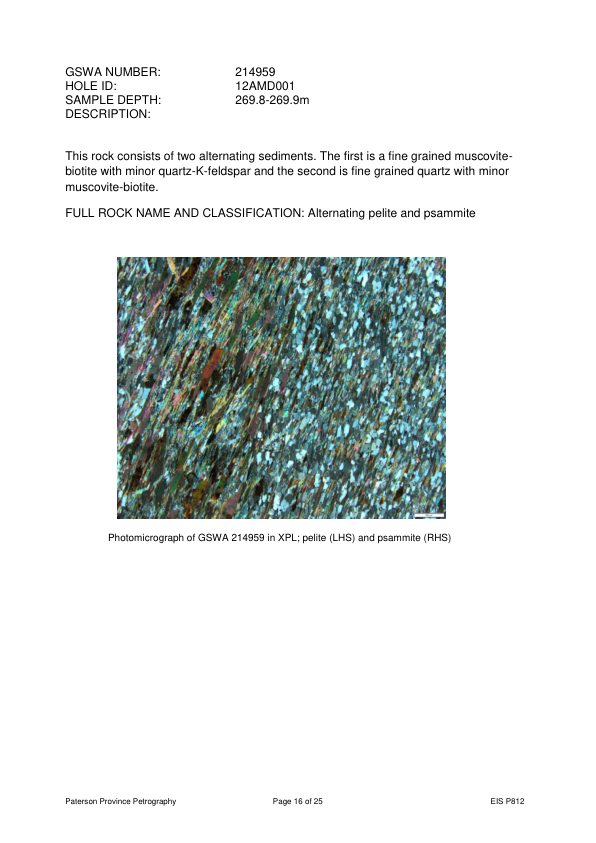 GSWA NUMBER: 214959
HOLE ID: 12AMD001
SAMPLE DEPTH: 269.8-269.9m
DESCRIPTION:
This rock consists of two alternating sediments. The first is a fine grained muscovite-
biotite with minor quartz-K-feldspar and the second is fine grained quartz with minor
muscovite-biotite.
FULL ROCK NAME AND CLASSIFICATION: Alternating pelite and psammite
Photomicrograph of GSWA 214959 in XPL; pelite (LHS) and psammite (RHS)
Paterson Province Petrography Page 16 of 25 EIS P812